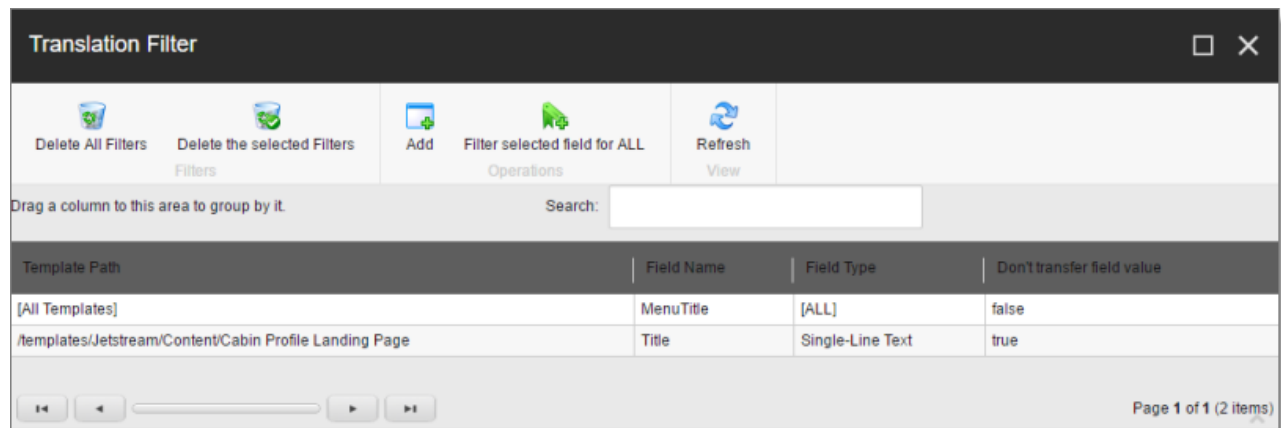 Translation Filter
Delete All Filters Delete the selected Filters Add Filter selected field for ALL Refresh
Filters Operations View
Drag a column to this area to group by it. Search:
Template Path Field Name Field Type Don't transfer field value
[All Templates] MenuTitle [ALL] false
/templates/Jetstream/Content/Cabin Profile Landing Page Title Single-Line Text true
Page 1 of 1 (2 items)